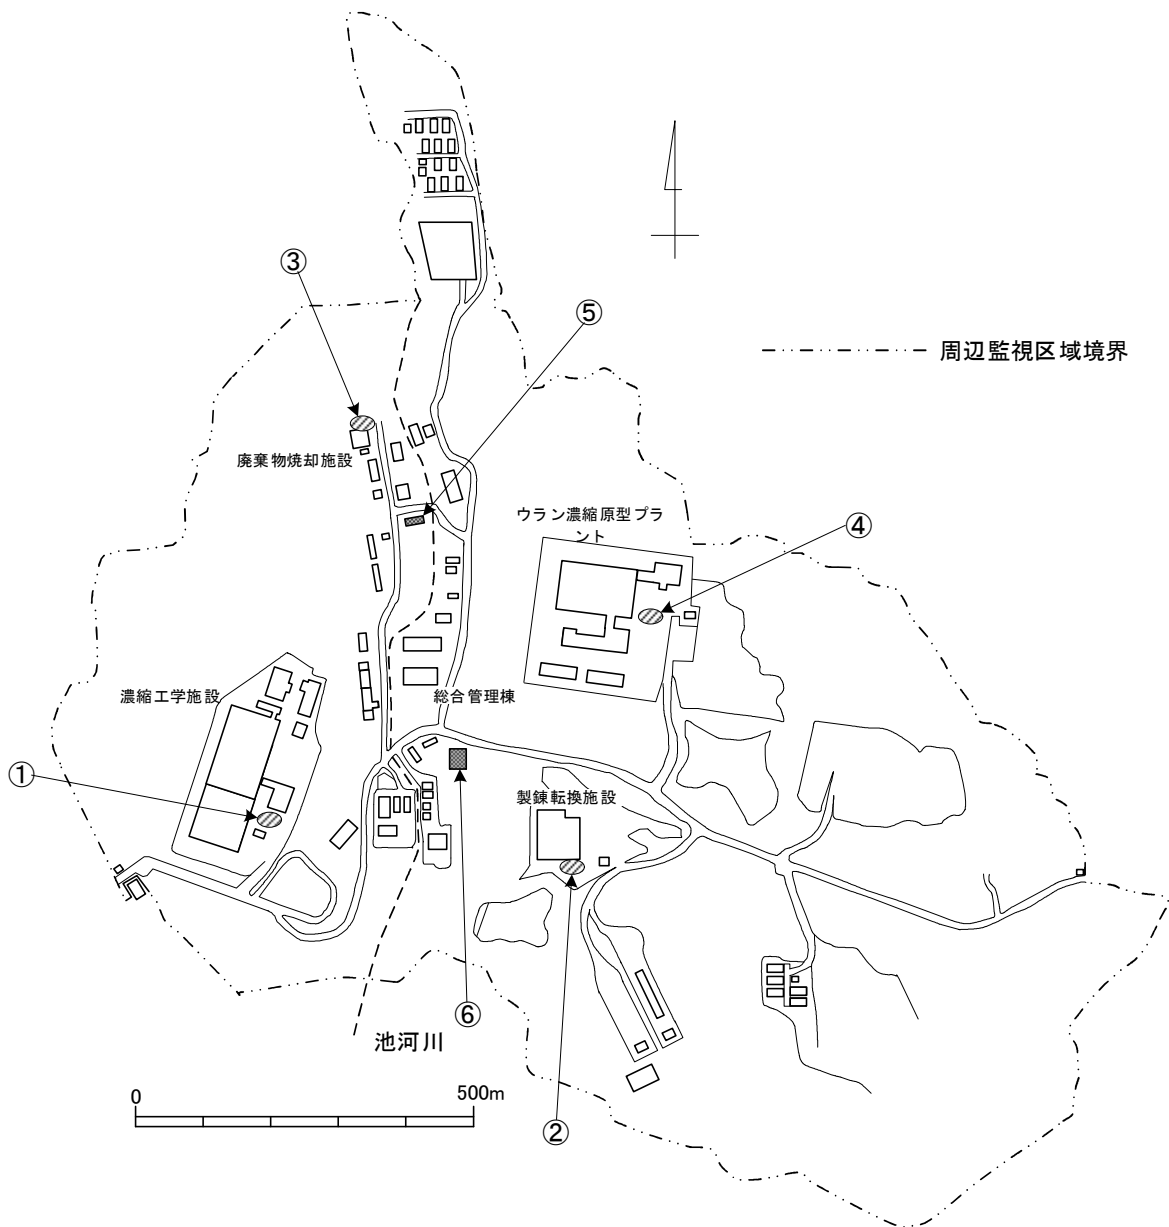 ③
⑤
周辺監視区域境界
廃棄物焼却施設
ウラン濃縮原型プラ
ント
④
濃縮工学施設
総合管理棟
①
製錬転換施設
⑥
池河川
0
500m
②